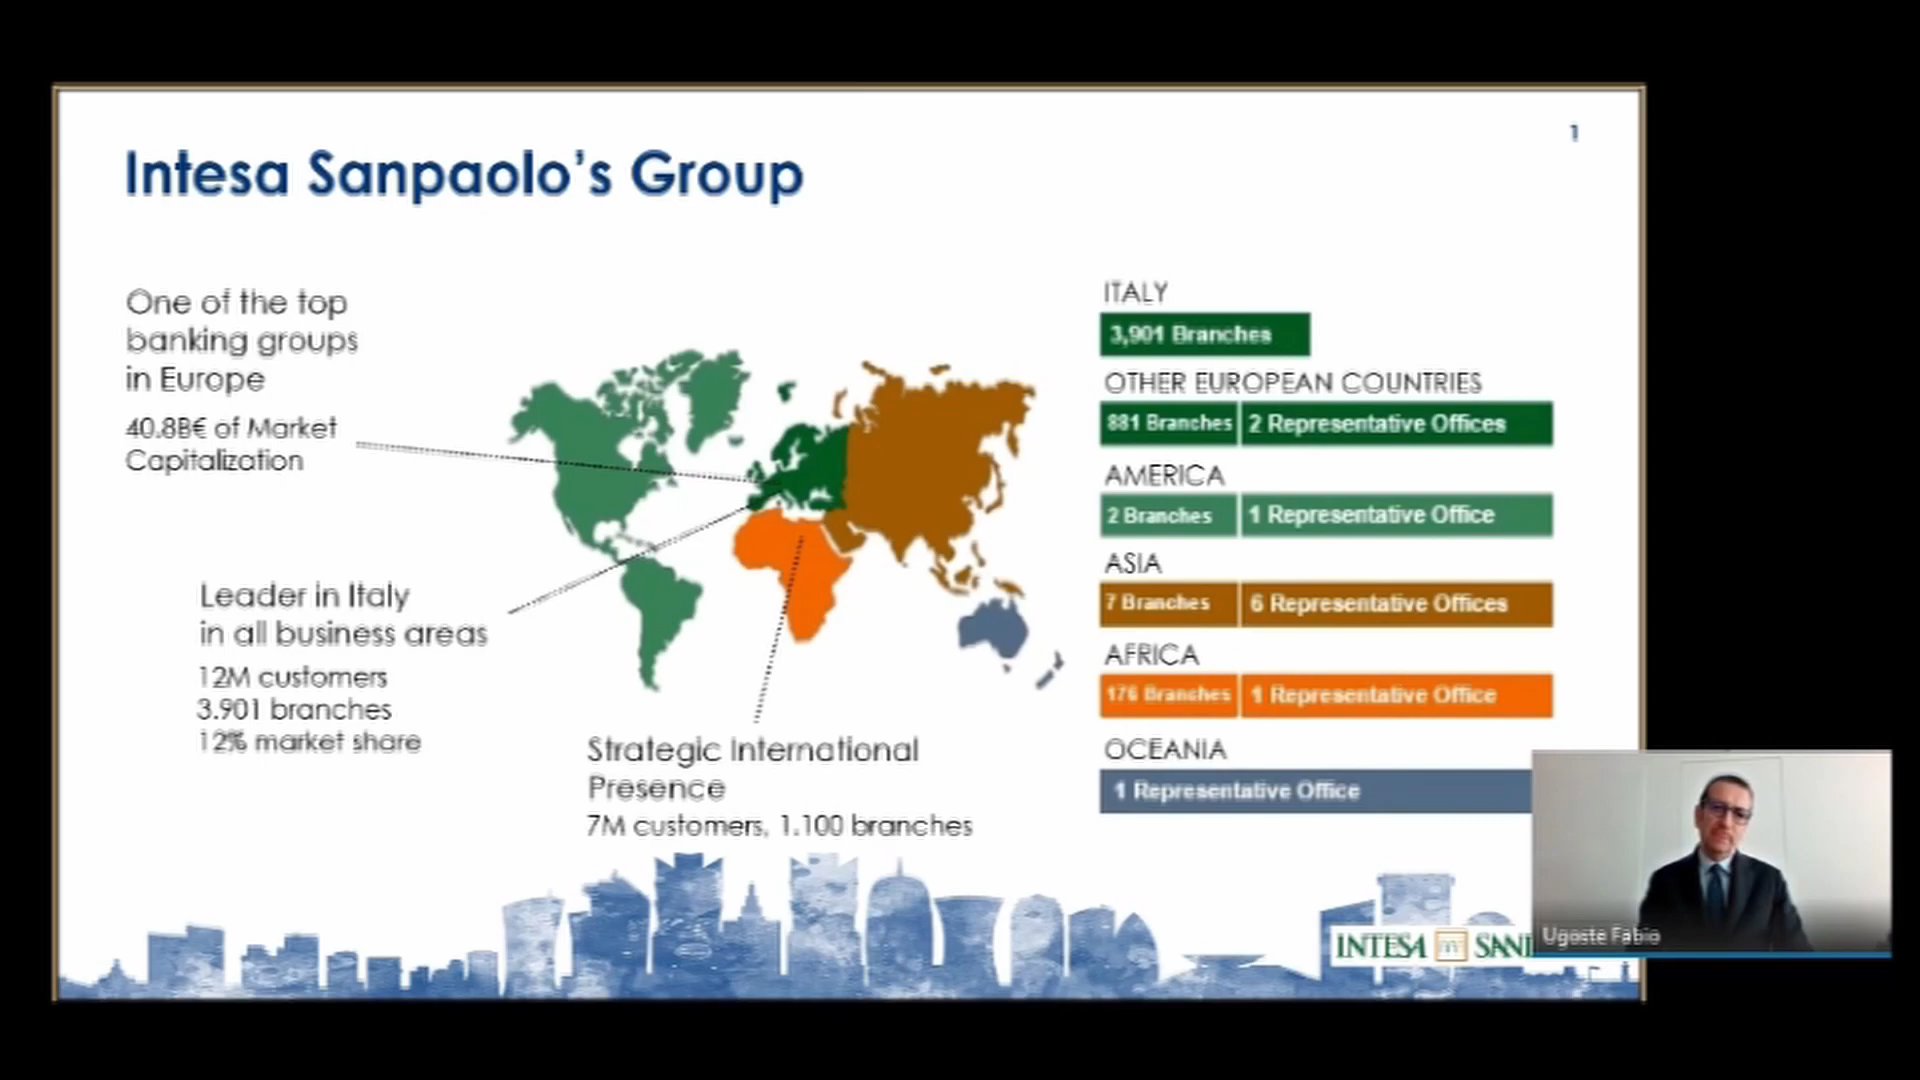 1
Intesa Sanpaolo's Group
One of the top
banking groups
in Europe
40.8B€ of Market
Capitalization
Leader in Italy
in all business areas
12M customers
3.901 branches
12% market share
Strategic International
Presence
7M customers, 1.100 branches
ITALY
3,901 Branches
OTHER EUROPEAN COUNTRIES
881 Branches 2 Representative Offices
AMERICA
2 Branches 1 Representative Office
ASIA
7 Branches 6 Representative Offices
AFRICA
176 Branches 1 Representative Office
OCEANIA
1 Representative Office
INTESA SAN
Ugoste Fabio